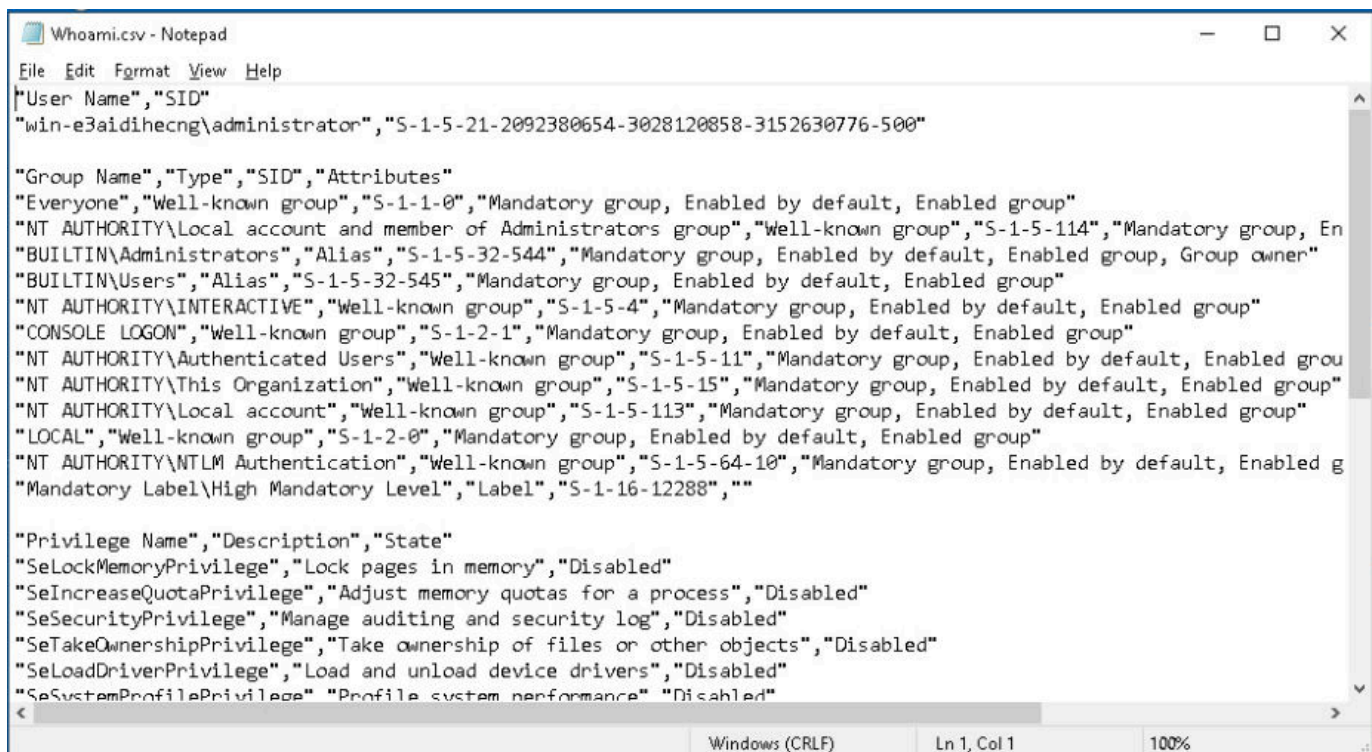 Whoami.csv - Notepad
File Edit Format View Help
"User Name","SID"
"win-e3aidihecng\administrator","S-1-5-21-2092380654-3028120858-3152630776-500"
"Group Name","Type","SID","Attributes"
"Everyone","Well-known group","S-1-1-0","Mandatory group, Enabled by default, Enabled group"
"NT AUTHORITY\Local account and member of Administrators group","Well-known group","S-1-5-114","Mandatory group, En
"BUILTIN\Administrators","Alias","S-1-5-32-544","Mandatory group, Enabled by default, Enabled group, Group owner"
"BUILTIN\Users","Alias","S-1-5-32-545","Mandatory group, Enabled by default, Enabled group"
"NT AUTHORITY\INTERACTIVE","Well-known group","S-1-5-4","Mandatory group, Enabled by default, Enabled group"
"CONSOLE LOGON","Well-known group","S-1-2-1","Mandatory group, Enabled by default, Enabled group"
"NT AUTHORITY\Authenticated Users","Well-known group","S-1-5-11","Mandatory group, Enabled by default, Enabled grou
"NT AUTHORITY\This Organization","Well-known group","S-1-5-15","Mandatory group, Enabled by default, Enabled group"
"NT AUTHORITY\Local account","Well-known group","S-1-5-113","Mandatory group, Enabled by default, Enabled group"
"LOCAL","Well-known group","S-1-2-0","Mandatory group, Enabled by default, Enabled group"
"NT AUTHORITY\NTLM Authentication","Well-known group","S-1-5-64-10","Mandatory group, Enabled by default, Enabled g
"Mandatory Label\High Mandatory Level","Label","S-1-16-12288",""
"Privilege Name","Description","State"
"SeLockMemoryPrivilege","Lock pages in memory","Disabled"
"SeIncreaseQuotaPrivilege","Adjust memory quotas for a process","Disabled"
"SeSecurityPrivilege","Manage auditing and security log","Disabled"
"SeTakeOwnershipPrivilege","Take ownership of files or other objects","Disabled"
"SeLoadDriverPrivilege","Load and unload device drivers","Disabled"
"SeSystemProfilePrivilege","Profile system performance","Disabled"
Windows (CRLF) Ln 1, Col 1 100%